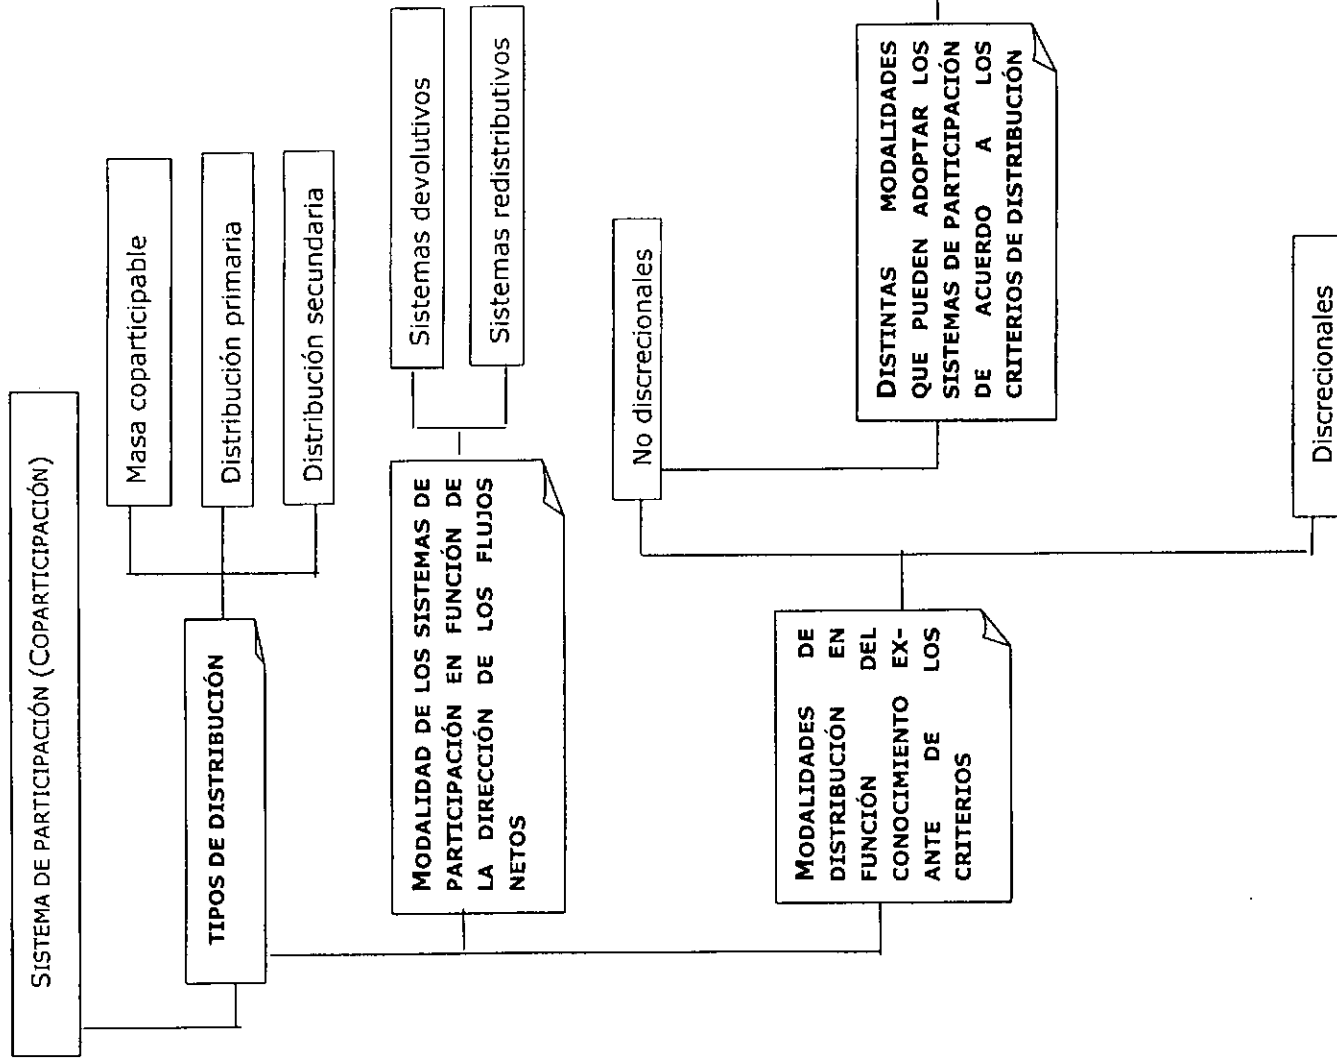 SISTEMA DE PARTICIPACIÓN (COPARTICIPACIÓN)
TIPOS DE DISTRIBUCIÓN
Masa coparticipable
Distribución primaria
Distribución secundaria
MODALIDAD DE LOS SISTEMAS DE
PARTICIPACIÓN EN FUNCIÓN DE
LA DIRECCIÓN DE LOS FLUJOS
NETOS
Sistemas devolutivos
Sistemas redistributivos
MODALIDADES DE
DISTRIBUCIÓN EN
FUNCIÓN DEL
CONOCIMIENTO EX-
ANTE DE LOS
CRITERIOS
No discrecionales
DISTINTAS MODALIDADES
QUE PUEDEN ADOPTAR LOS
SISTEMAS DE PARTICIPACIÓN
DE ACUERDO A LOS
CRITERIOS DE DISTRIBUCIÓN
Discrecionales